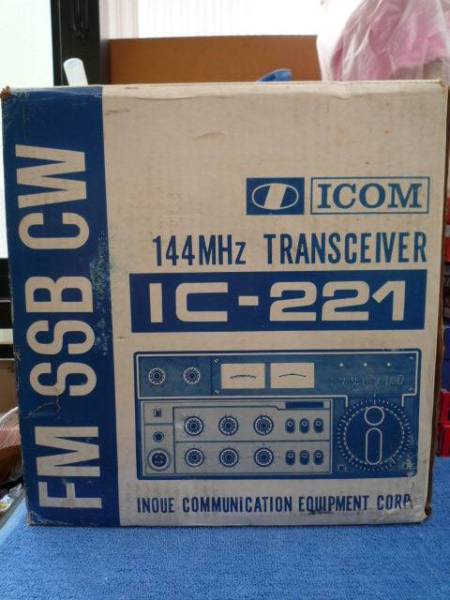 FM SSB CW
ICOM
144MHz TRANSCEIVER
IC-221
INOUE COMMUNICATION EQUIPMENT CORP.